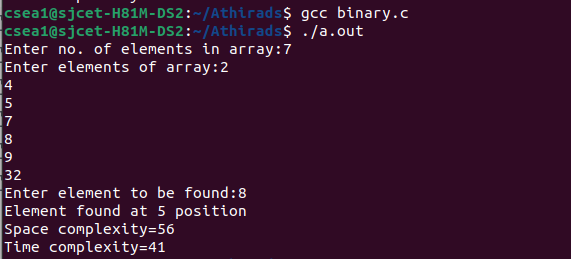 csea1@sjcet-H81M-DS2:~/Athirads$ gcc binary.c
csea1@sjcet-H81M-DS2:~/Athirads$ ./a.out
Enter no. of elements in array:7
Enter elements of array:2
4
5
7
8
9
32
Enter element to be found:8
Element found at 5 position
Space complexity=56
Time complexity=41